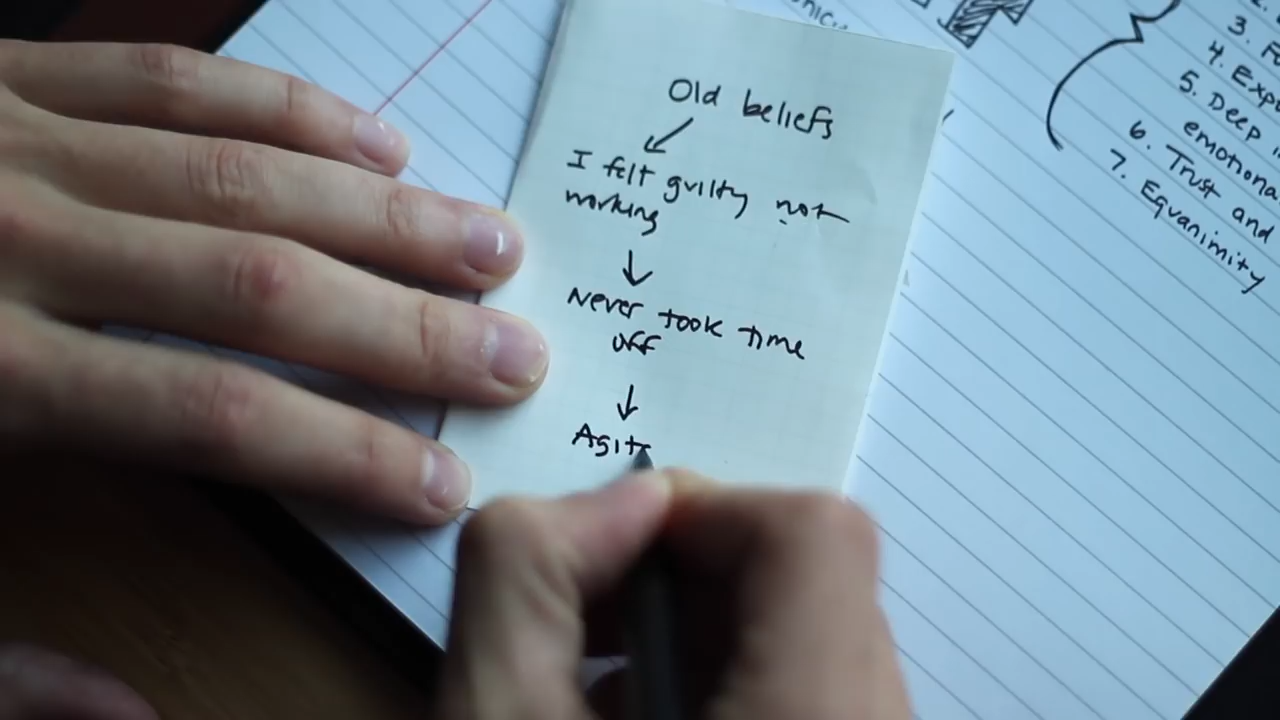 Old beliefs
I felt guilty not
working
Never took time
off
Agit
3.
4.
5. Deep
emotiona
6. Trust and
7. Equanimity